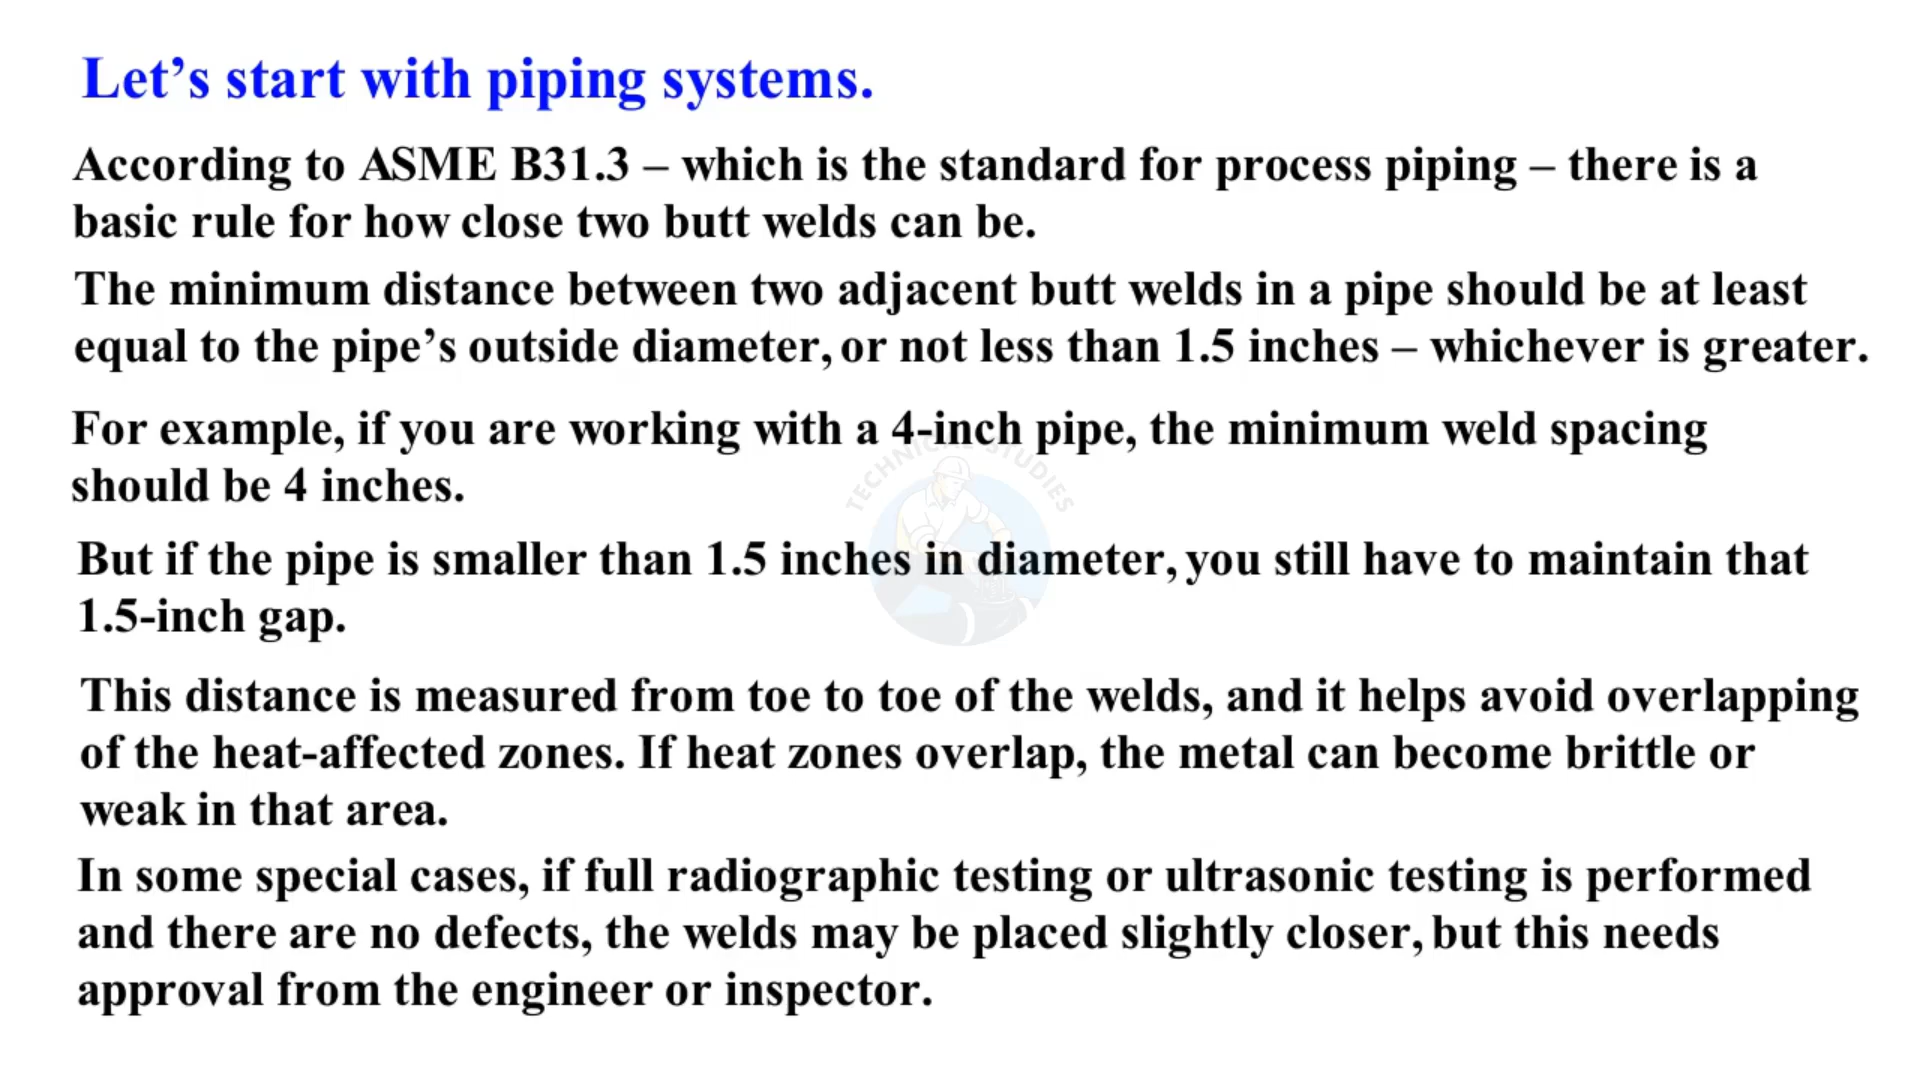 Let’s start with piping systems.
According to ASME B31.3 – which is the standard for process piping – there is a
basic rule for how close two butt welds can be.
The minimum distance between two adjacent butt welds in a pipe should be at least
equal to the pipe’s outside diameter, or not less than 1.5 inches – whichever is greater.
For example, if you are working with a 4-inch pipe, the minimum weld spacing
should be 4 inches.
TECHNICAL STUDIES
But if the pipe is smaller than 1.5 inches in diameter, you still have to maintain that
1.5-inch gap.
This distance is measured from toe to toe of the welds, and it helps avoid overlapping
of the heat-affected zones. If heat zones overlap, the metal can become brittle or
weak in that area.
In some special cases, if full radiographic testing or ultrasonic testing is performed
and there are no defects, the welds may be placed slightly closer, but this needs
approval from the engineer or inspector.